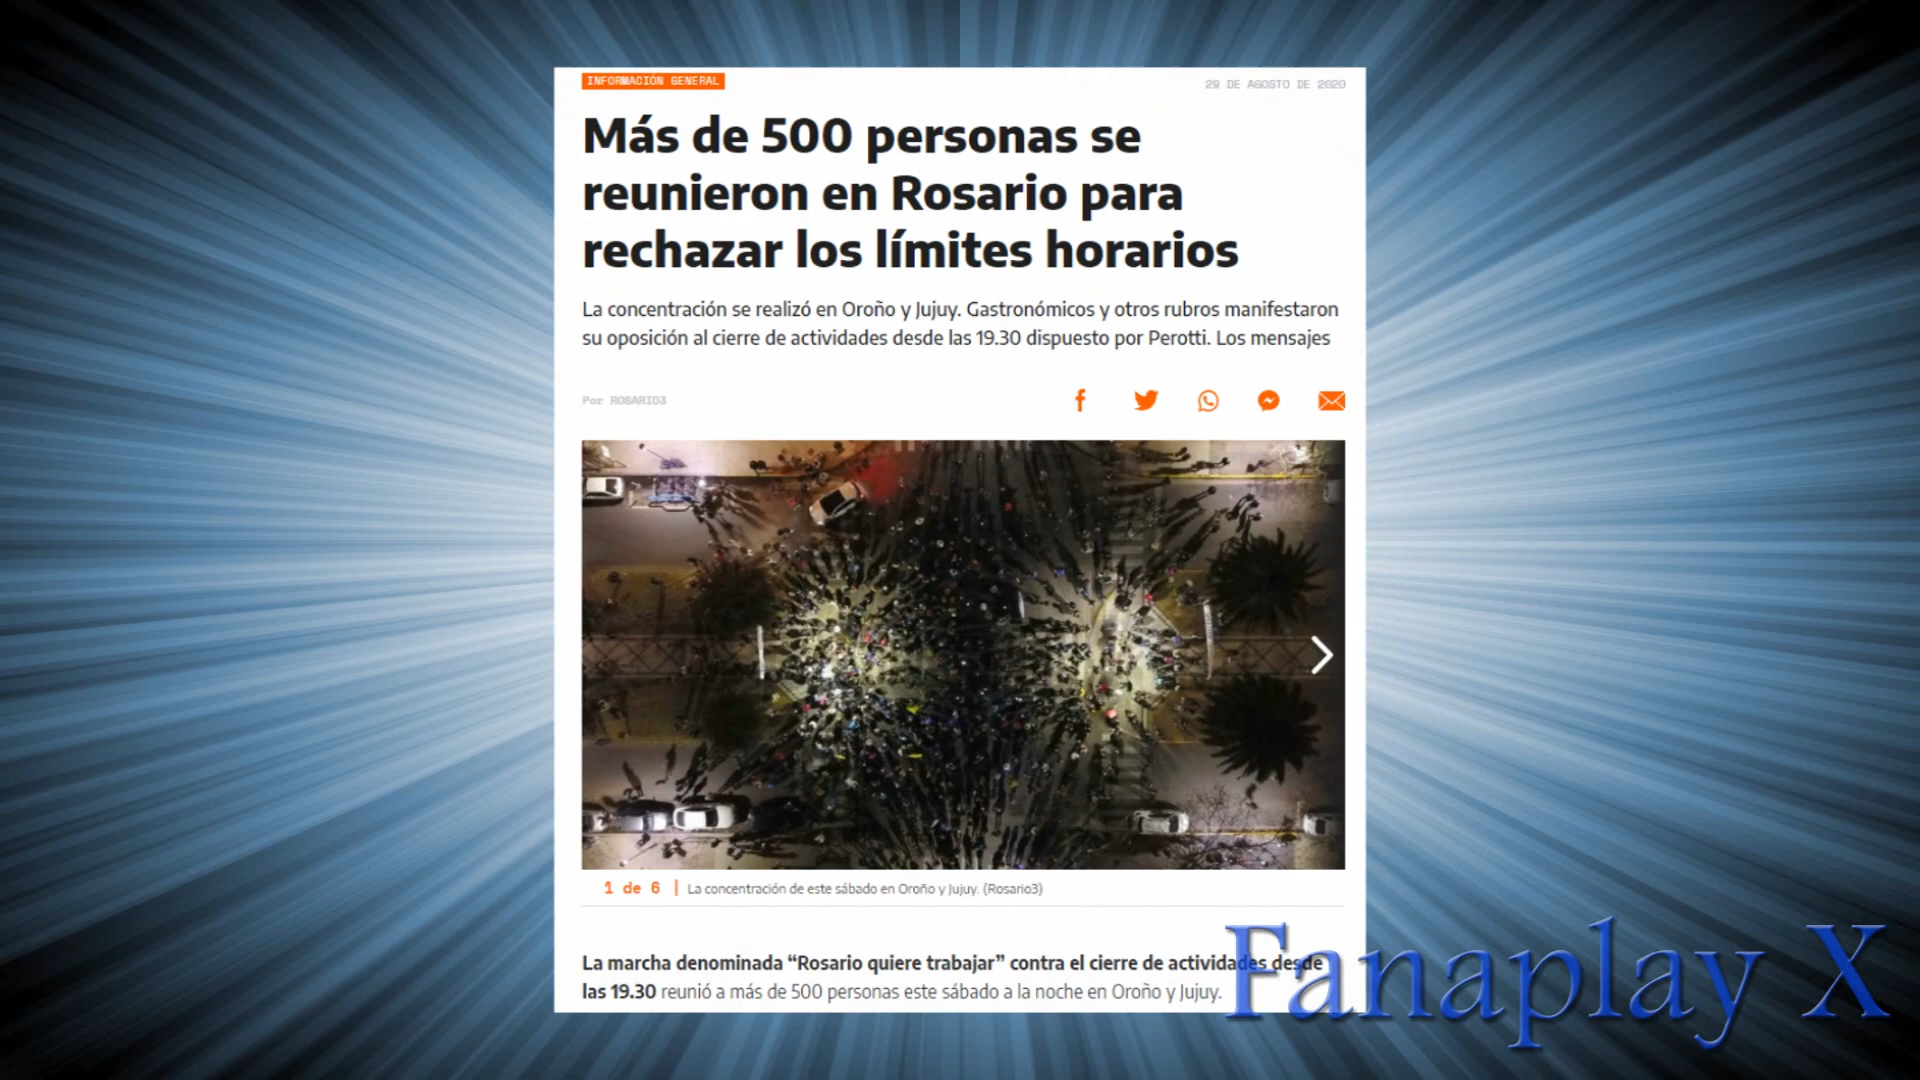 INFORMACIÓN GENERAL
29 DE AGOSTO DE 2020
Más de 500 personas se
reunieron en Rosario para
rechazar los límites horarios
La concentración se realizó en Oroño y Jujuy. Gastronómicos y otros rubros manifestaron
su oposición al cierre de actividades desde las 19.30 dispuesto por Perotti. Los mensajes
Por ROSARIO3
1 de 6 | La concentración de este sábado en Oroño y Jujuy. (Rosario3)
La marcha denominada “Rosario quiere trabajar” contra el cierre de actividades desde
las 19.30 reunió a más de 500 personas este sábado a la noche en Oroño y Jujuy.
Fanaplay X